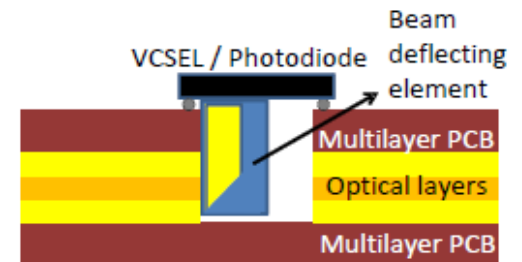 Beam
deflecting
element
VCSEL / Photodiode
Multilayer PCB
Optical layers
Multilayer PCB